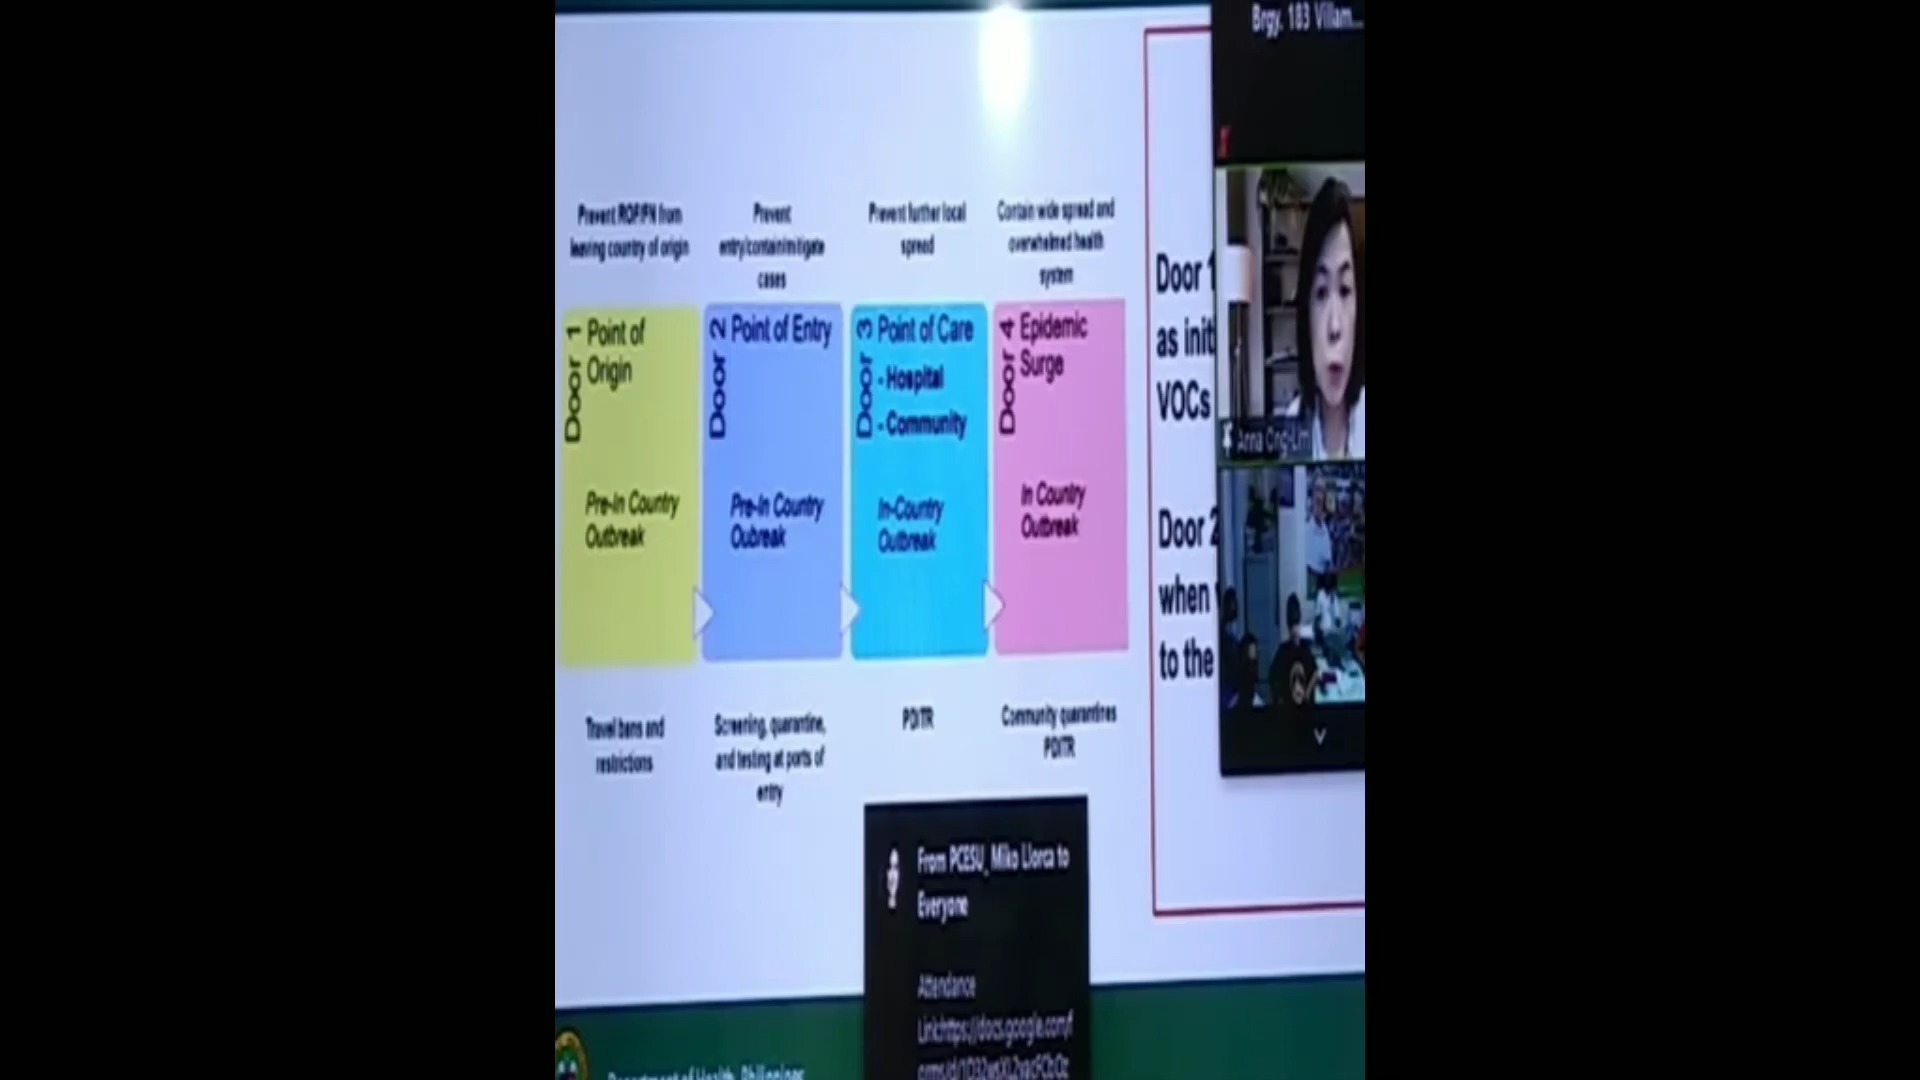 Brgy. 183 Villam...
Prevent ROF/FN from
leaving country of origin
Prevent
entry/contain/mitigate
cases
Prevent further local
spread
Contain wide spread and
overwhelmed health
system
Door 1
Point of
Origin
Pre-In Country
Outbreak
Door 2
Point of Entry
Pre-In Country
Oubreak
Door 3
Point of Care
- Hospital
- Community
In-Country
Outbreak
Door 4
Epidemic
Surge
In Country
Outbreak
Travel bans and
restrictions
Screening, quarantine,
and testing at ports of
entry
PDITR
Community quarantines
PDITR
Door 1
as init
VOCs
Door 2
when
to the
Anna Ong-Lim
From PCESU_ Miko Llorca to
Everyone
Attendance
Link:https://docs.google.com/f
Department of Health, Philippines